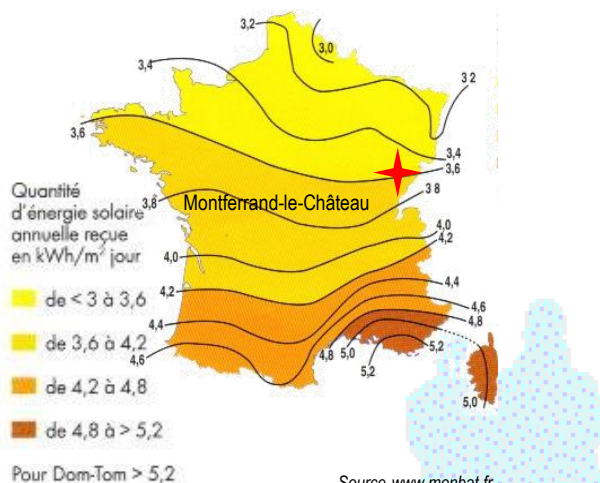 3,2
3,0
3,4
3 2
3,6
3,4
3,6
3,8
3 8
Montferrand-le-Château
4,0
4,2
4,0
4,2
4,4
4,4
4,6
4,6
4,8
4,8
5,0
5,2
5,2
5,0
Quantité
d'énergie solaire
annuelle reçue
en kWh/m² jour
de < 3 à 3,6
de 3,6 à 4,2
de 4,2 à 4,8
de 4,8 à > 5,2
Pour Dom-Tom > 5,2
Source www.monbat.fr